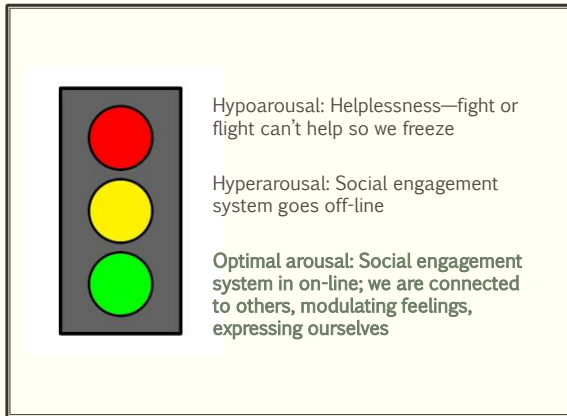 Hypoarousal: Helplessness—fight or
flight can't help so we freeze
Hyperarousal: Social engagement
system goes off-line
Optimal arousal: Social engagement
system in on-line; we are connected
to others, modulating feelings,
expressing ourselves